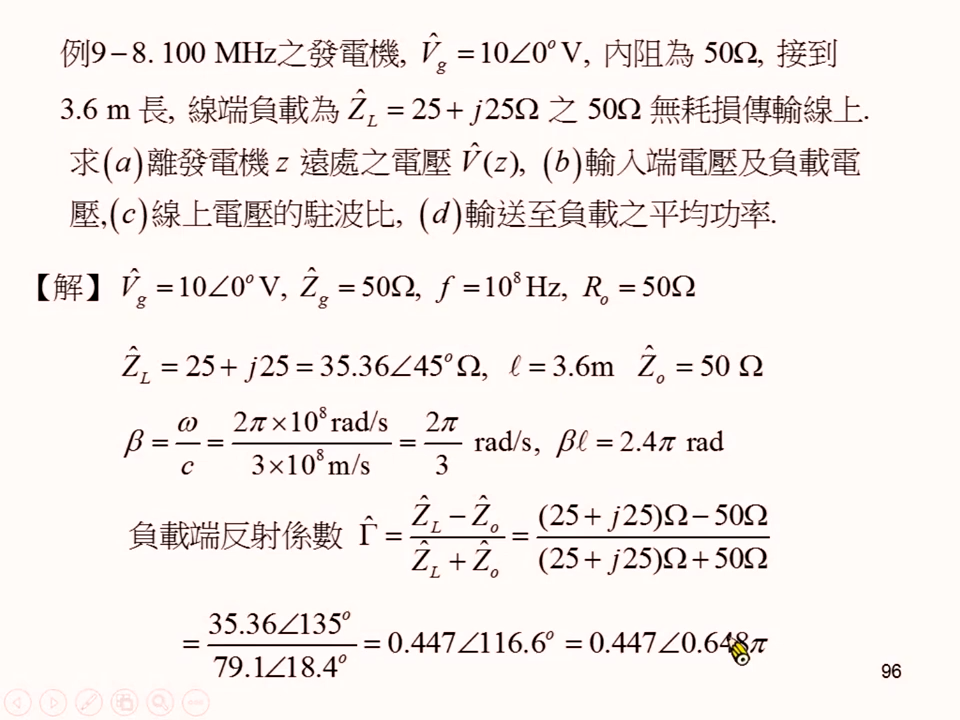 例9－8. 100 MHz之發電機, V̂g = 10∠0° V, 內阻為 50Ω, 接到
3.6 m 長, 線端負載為 ẐL = 25 + j25Ω 之 50Ω 無耗損傳輸線上.
求(a)離發電機 z 遠處之電壓 V̂(z), (b)輸入端電壓及負載電
壓,(c)線上電壓的駐波比, (d)輸送至負載之平均功率.
【解】V̂g = 10∠0° V, Ẑg = 50Ω, f = 10⁸ Hz, Ro = 50Ω
ẐL = 25 + j25 = 35.36∠45° Ω, ℓ = 3.6m Ẑo = 50 Ω
β = ω/c = (2π×10⁸ rad/s)/(3×10⁸ m/s) = 2π/3 rad/s, βℓ = 2.4π rad
負載端反射係數 Γ̂ = (ẐL − Ẑo)/(ẐL + Ẑo) = ((25 + j25)Ω − 50Ω)/((25 + j25)Ω + 50Ω)
= (35.36∠135°)/(79.1∠18.4°) = 0.447∠116.6° = 0.447∠0.648π
96